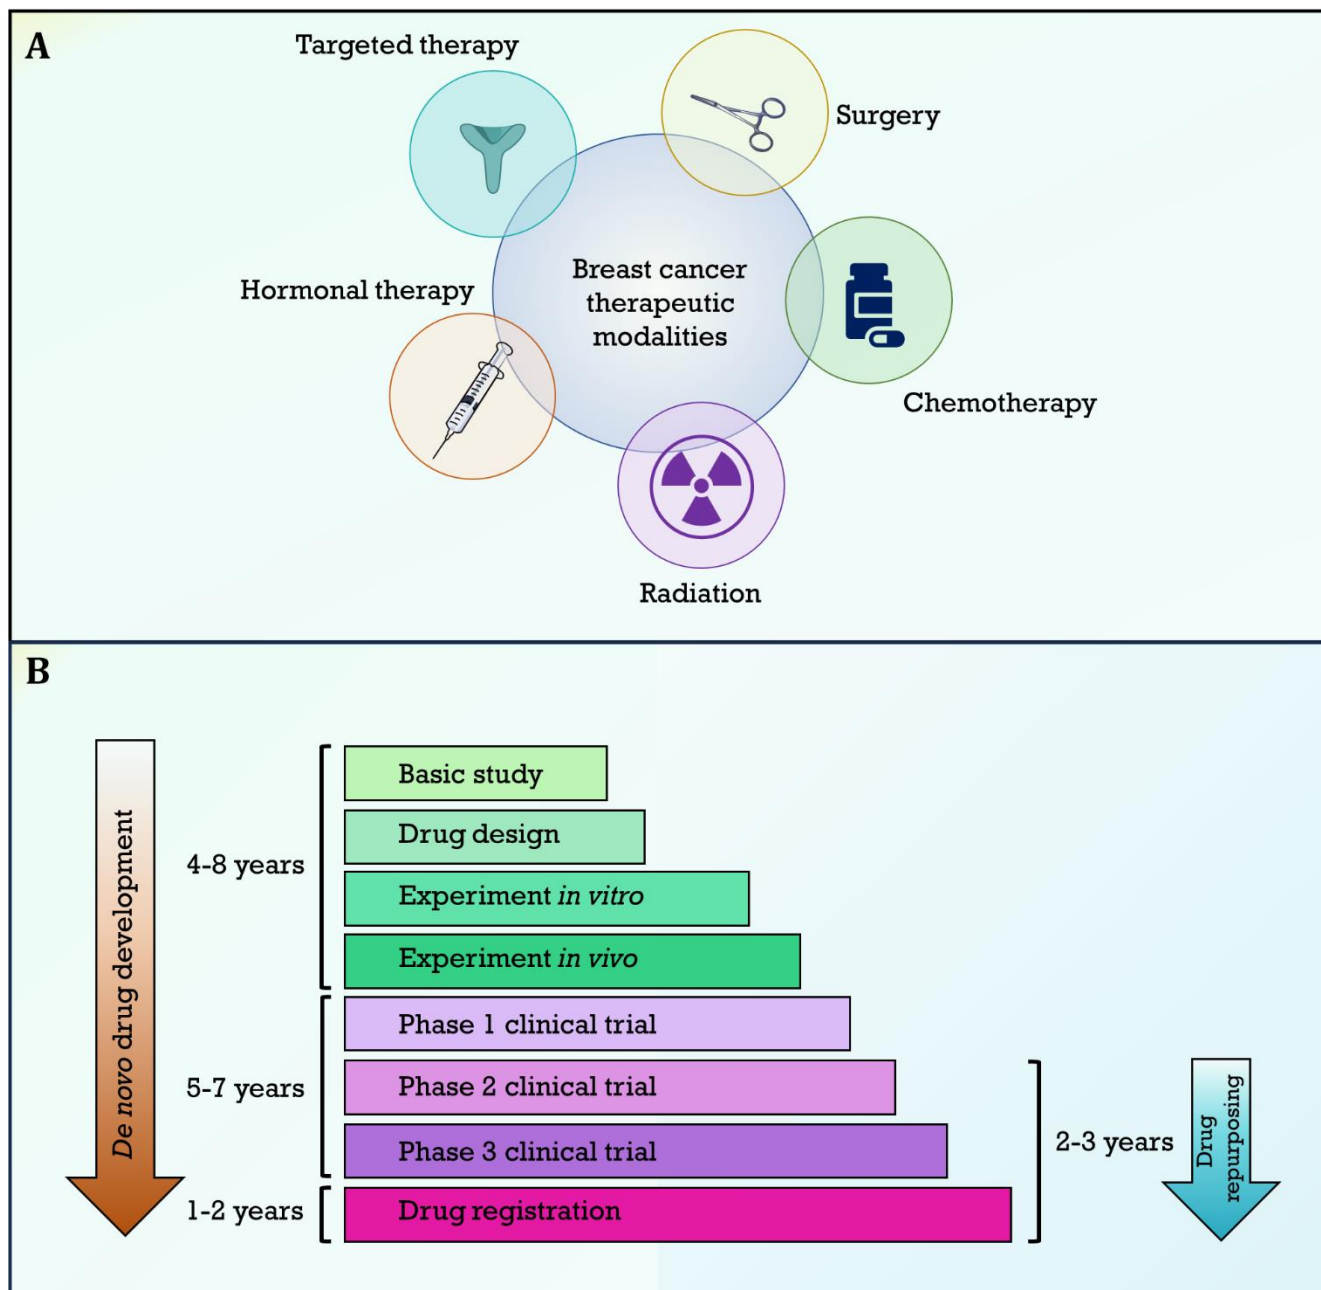 A
Targeted therapy
Surgery
Hormonal therapy
Breast cancer
therapeutic
modalities
Chemotherapy
Radiation
B
De novo drug development
4-8 years
Basic study
Drug design
Experiment in vitro
Experiment in vivo
5-7 years
Phase 1 clinical trial
Phase 2 clinical trial
Phase 3 clinical trial
1-2 years
Drug registration
2-3 years
Drug
repurposing